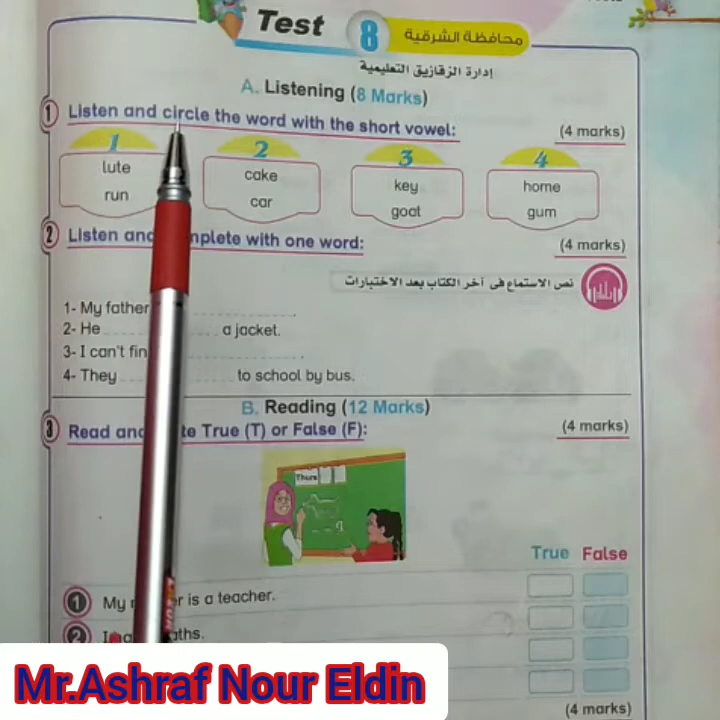 Test 8 محافظة الشرقية
إدارة الزقازيق التعليمية
A. Listening (8 Marks)
1 Listen and circle the word with the short vowel: (4 marks)
1 2 3 4
lute cake key home
run car goat gum
2 Listen and mplete with one word: (4 marks)
نص الاستماع فى آخر الكتاب بعد الاختبارات
1- My father
2- He a jacket.
3- I can't fin
4- They to school by bus.
B. Reading (12 Marks)
3 Read and te True (T) or False (F): (4 marks)
Thurs
True False
1 My er is a teacher.
2 aths.
(4 marks)
Mr.Ashraf Nour Eldin